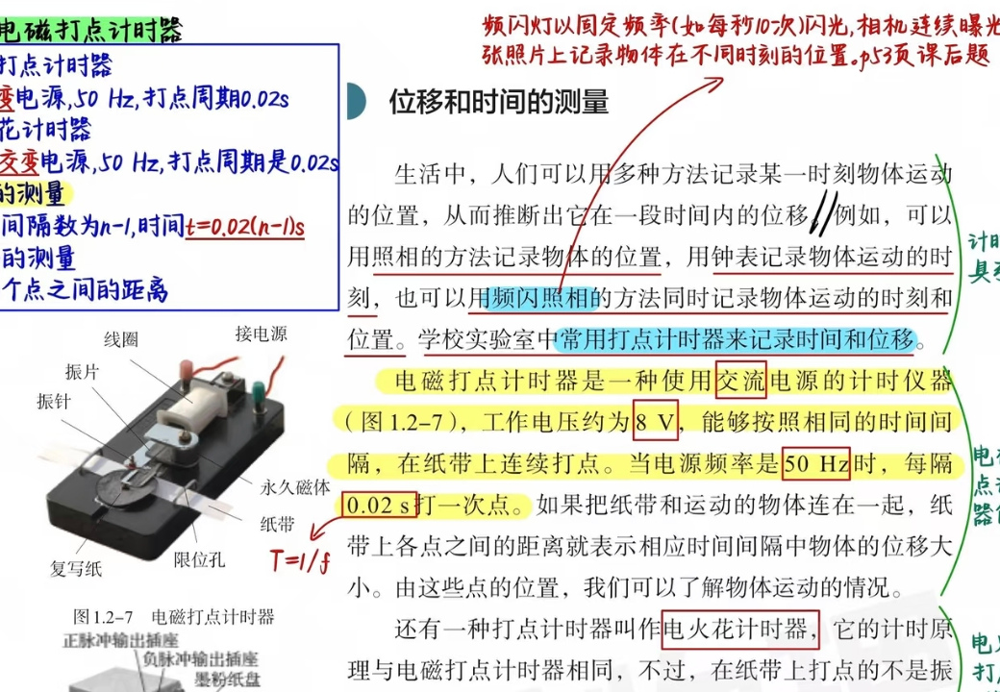 电磁打点计时器
打点计时器
变电源,50 Hz,打点周期0.02s
花计时器
交变电源,50 Hz,打点周期是0.02s
的测量
间隔数为n-1,时间t=0.02(n-1)s
的测量
个点之间的距离
频闪灯以固定频率(如每秒10次)闪光,相机连续曝光
张照片上记录物体在不同时刻的位置。p53页课后题
位移和时间的测量
生活中，人们可以用多种方法记录某一时刻物体运动
的位置，从而推断出它在一段时间内的位移。//例如，可以
用照相的方法记录物体的位置，用钟表记录物体运动的时
刻，也可以用频闪照相的方法同时记录物体运动的时刻和
位置。学校实验室中常用打点计时器来记录时间和位移。
电磁打点计时器是一种使用交流电源的计时仪器
（图1.2-7），工作电压约为8 V，能够按照相同的时间间
隔，在纸带上连续打点。当电源频率是50 Hz时，每隔
0.02 s打一次点。如果把纸带和运动的物体连在一起，纸
带上各点之间的距离就表示相应时间间隔中物体的位移大
小。由这些点的位置，我们可以了解物体运动的情况。
还有一种打点计时器叫作电火花计时器，它的计时原
理与电磁打点计时器相同，不过，在纸带上打点的不是振
T=1/f
计时
具
电磁
点计
器
电火
打点
线圈
接电源
振片
振针
永久磁体
纸带
限位孔
复写纸
图1.2-7 电磁打点计时器
正脉冲输出插座
负脉冲输出插座
墨粉纸盘